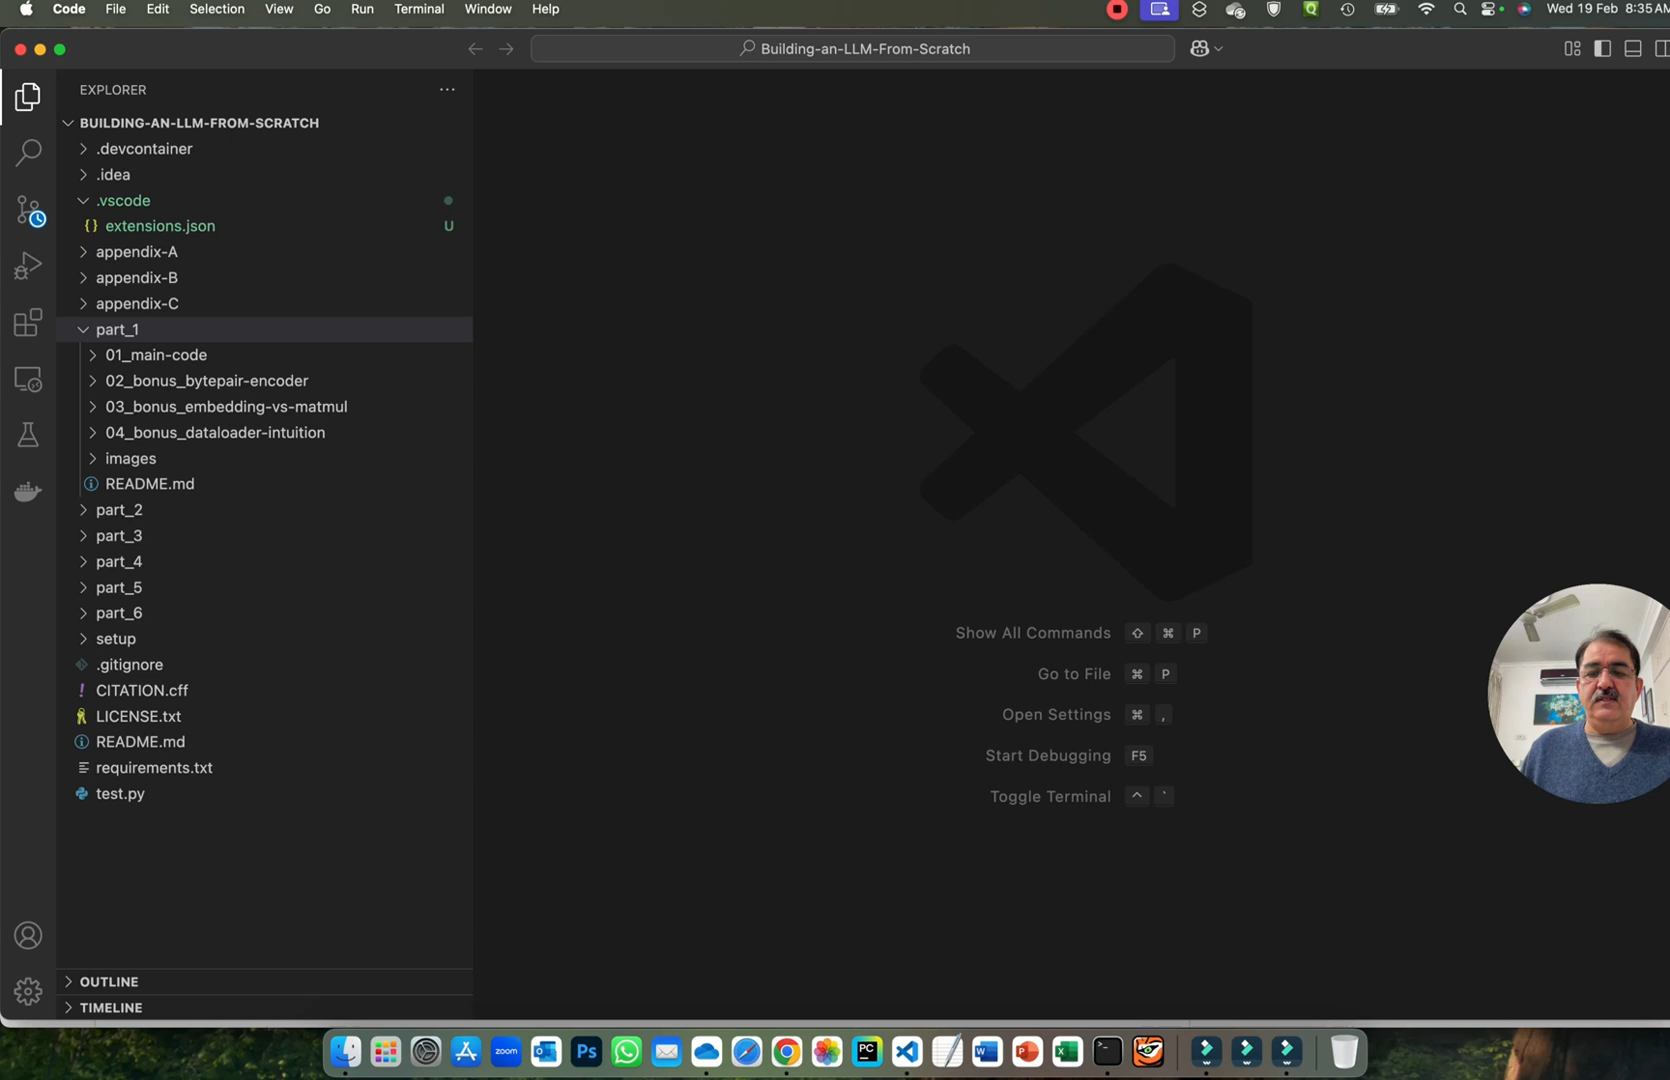 Code File Edit Selection View Go Run Terminal Window Help Wed 19 Feb 8:35AM
Building-an-LLM-From-Scratch
EXPLORER
BUILDING-AN-LLM-FROM-SCRATCH
.devcontainer
.idea
.vscode
{} extensions.json U
appendix-A
appendix-B
appendix-C
part_1
01_main-code
02_bonus_bytepair-encoder
03_bonus_embedding-vs-matmul
04_bonus_dataloader-intuition
images
README.md
part_2
part_3
part_4
part_5
part_6
setup
.gitignore
! CITATION.cff
LICENSE.txt
README.md
requirements.txt
test.py
Show All Commands ⇧ ⌘ P
Go to File ⌘ P
Open Settings ⌘ ,
Start Debugging F5
Toggle Terminal ^ `
OUTLINE
TIMELINE
zoom Ps PC W P X